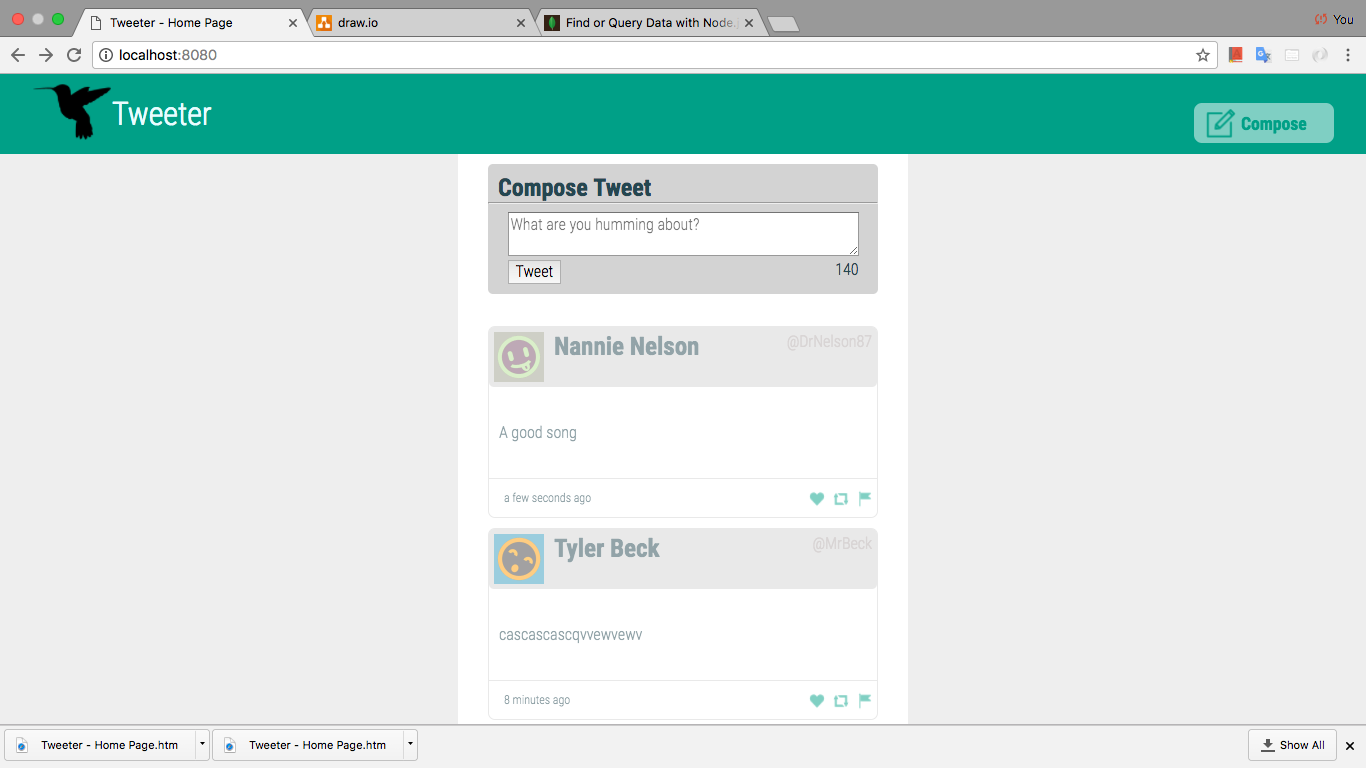 Tweeter - Home Page
draw.io
Find or Query Data with Node.
You
localhost:8080
Tweeter
Compose
Compose Tweet
What are you humming about?
Tweet
140
Nannie Nelson
@DrNelson87
A good song
a few seconds ago
Tyler Beck
@MrBeck
cascascascqvvewvewv
8 minutes ago
Tweeter - Home Page.htm
Tweeter - Home Page.htm
Show All